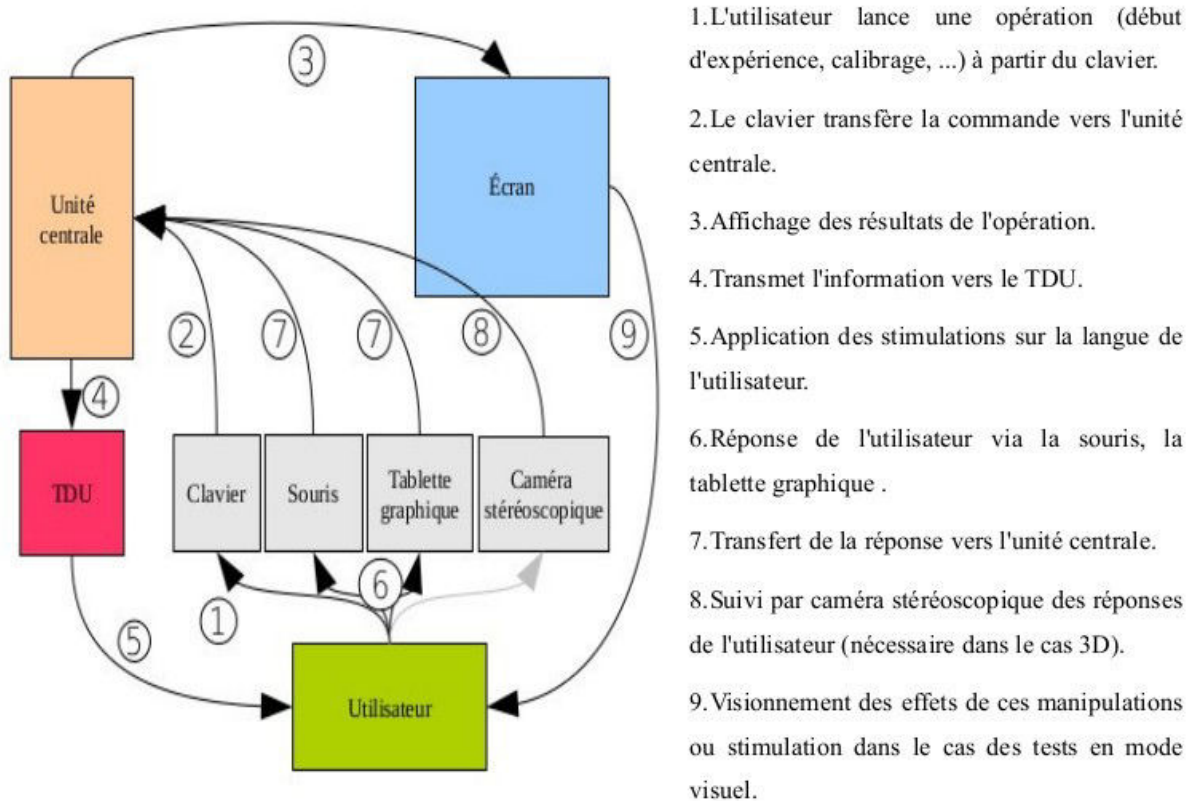 3
Unité
centrale
Écran
2
7
7
8
9
4
TDU
Clavier
Souris
Tablette
graphique
Caméra
stéréoscopique
6
1
5
Utilisateur
1.L'utilisateur lance une opération (début
d'expérience, calibrage, ...) à partir du clavier.
2.Le clavier transfère la commande vers l'unité
centrale.
3.Affichage des résultats de l'opération.
4.Transmet l'information vers le TDU.
5.Application des stimulations sur la langue de
l'utilisateur.
6.Réponse de l'utilisateur via la souris, la
tablette graphique .
7.Transfert de la réponse vers l'unité centrale.
8.Suivi par caméra stéréoscopique des réponses
de l'utilisateur (nécessaire dans le cas 3D).
9.Visionnement des effets de ces manipulations
ou stimulation dans le cas des tests en mode
visuel.